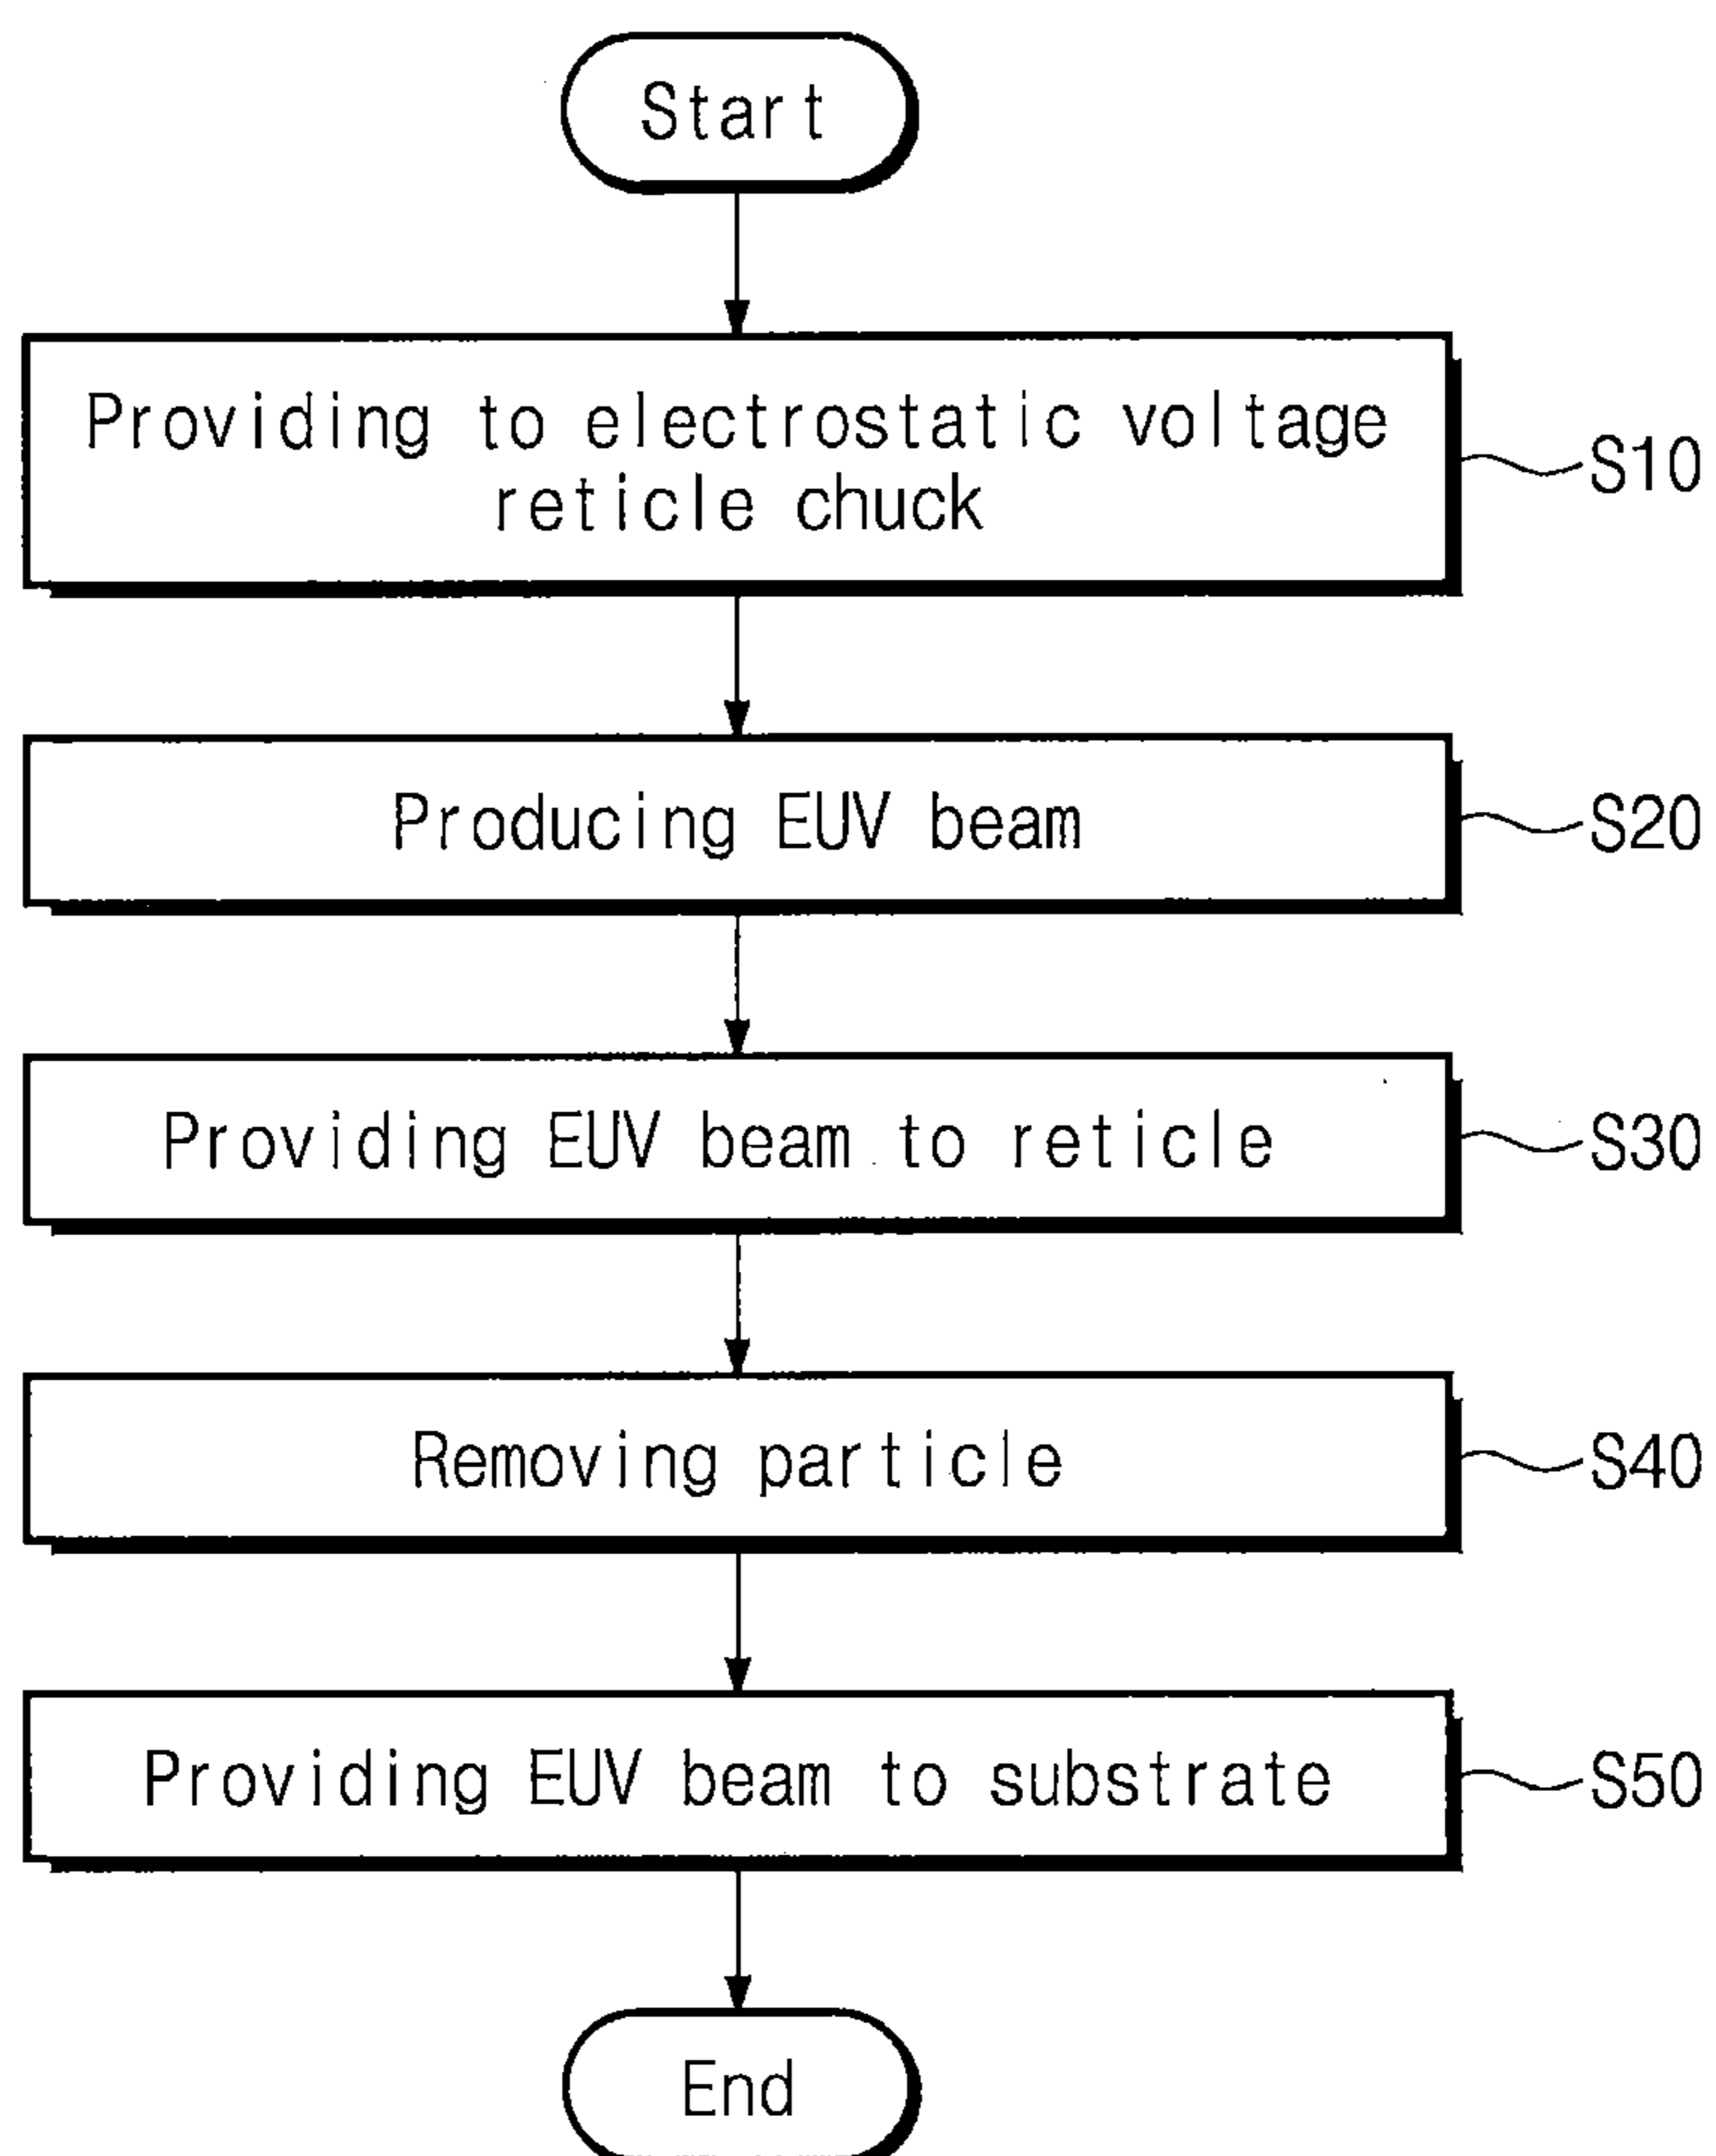 Start
Providing to electrostatic voltage
reticle chuck
S10
Producing EUV beam
S20
Providing EUV beam to reticle
S30
Removing particle
S40
Providing EUV beam to substrate
S50
End